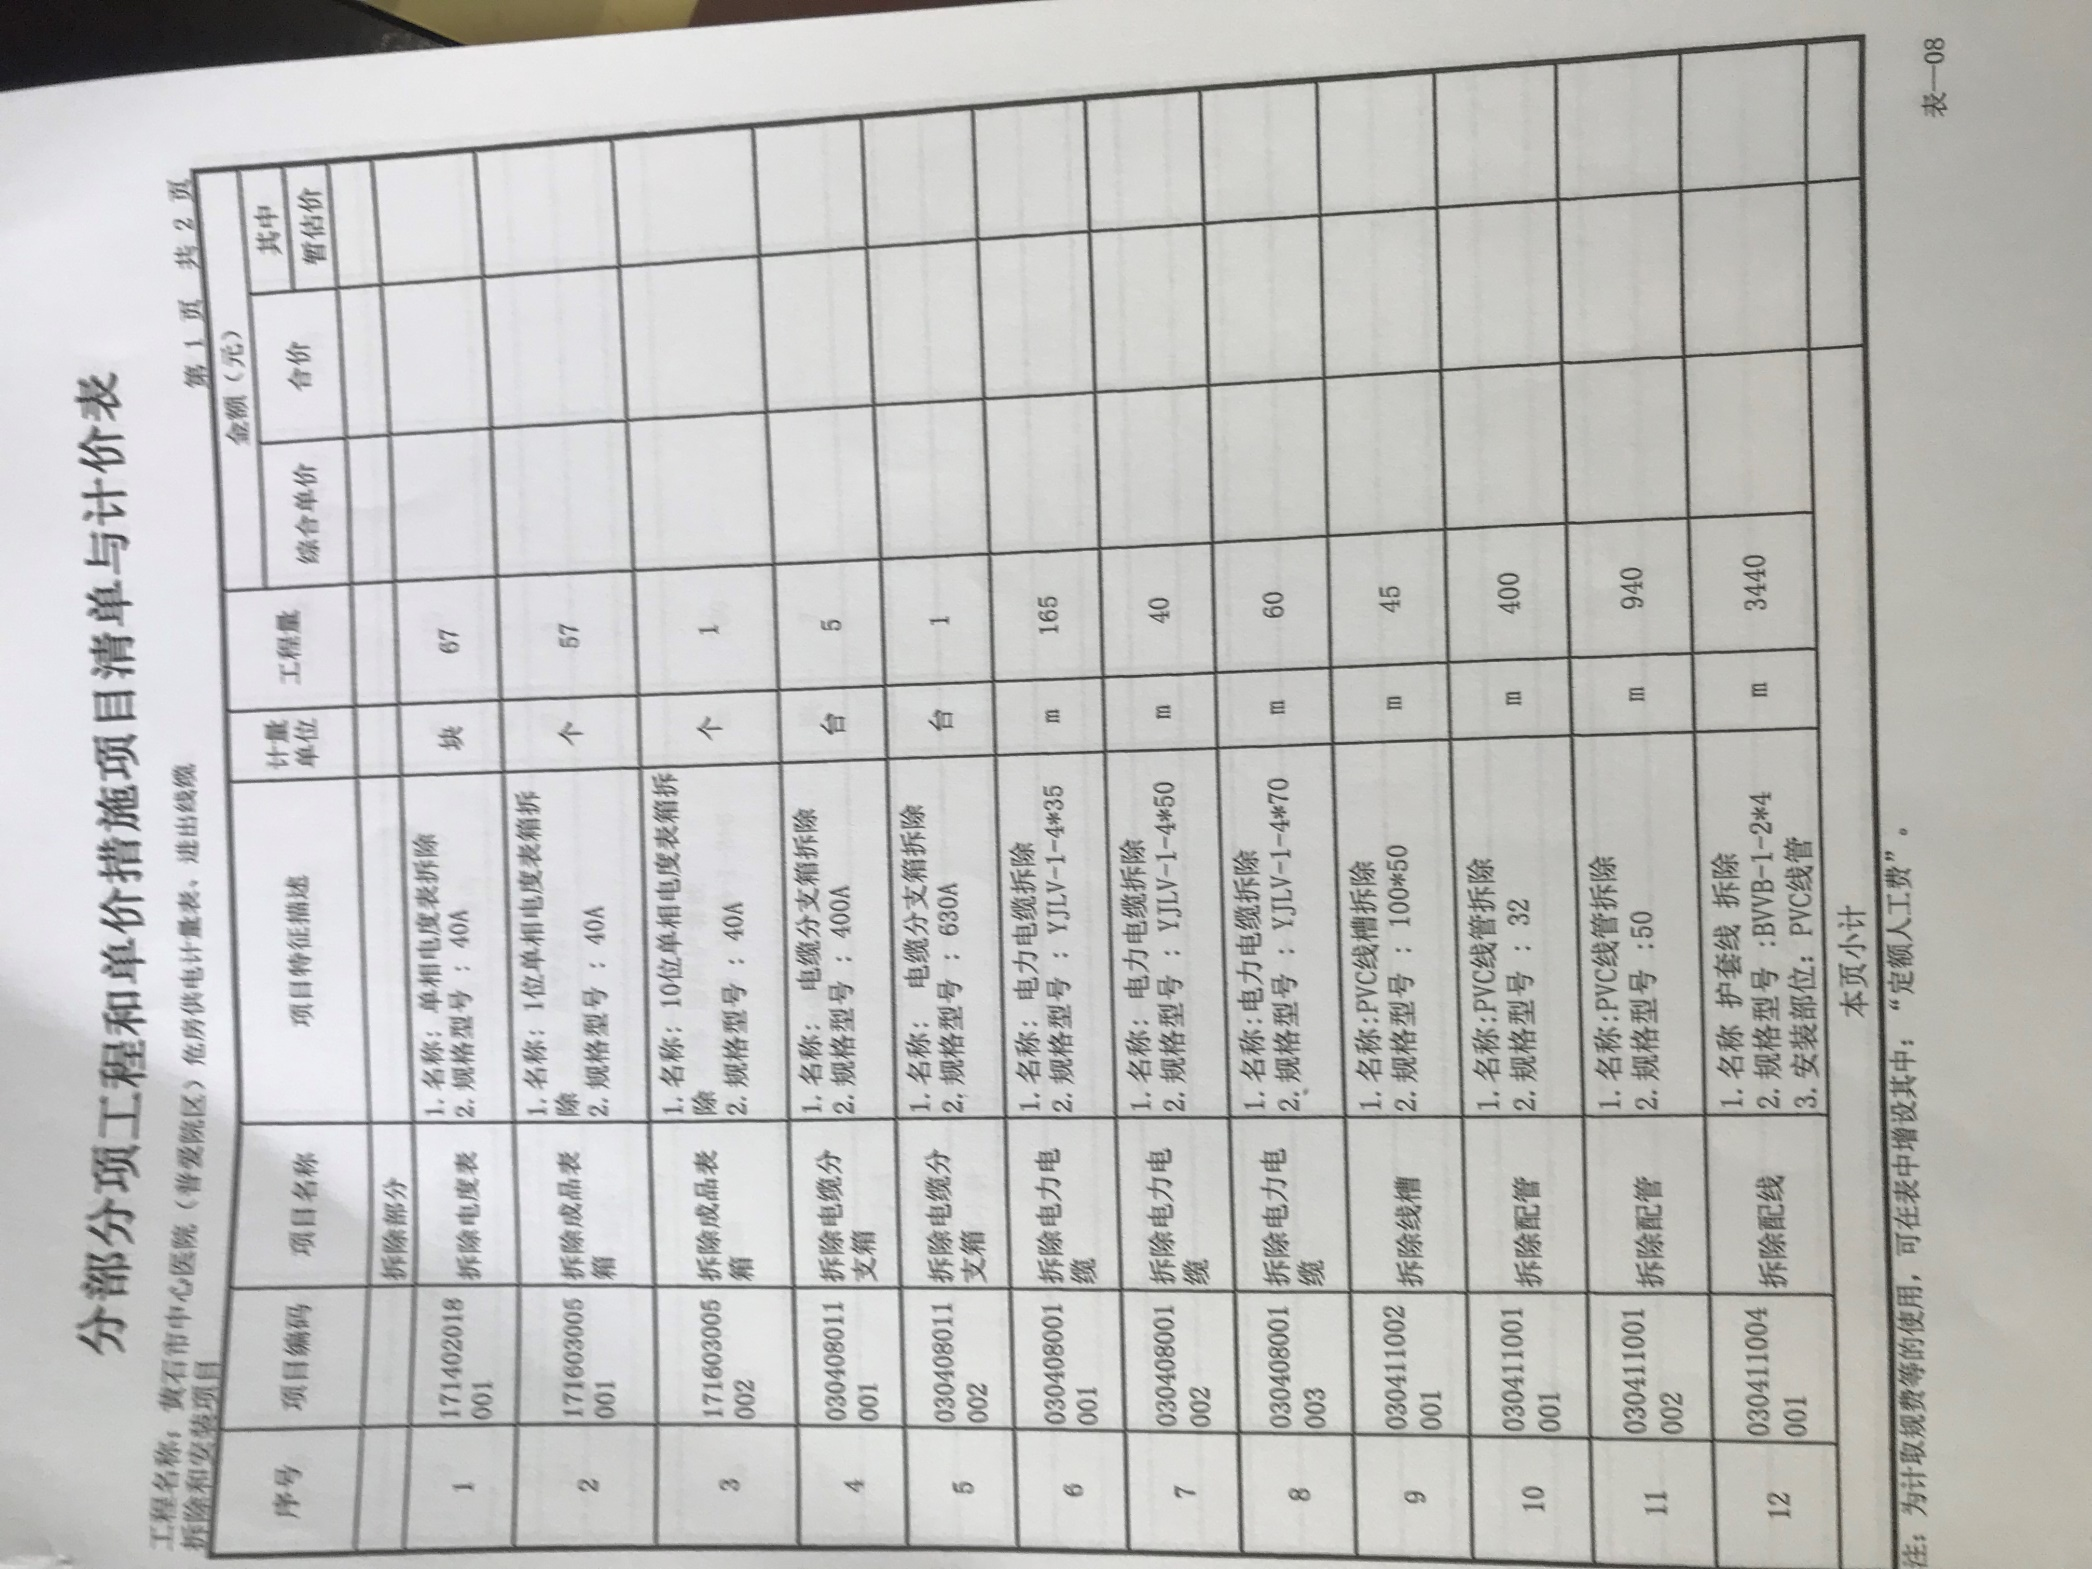 分部分项工程和单价措施项目清单与计价表
工程名称：黄石市中心医院（普爱院区）危房供电计量表、进出线缆
拆除和安装项目
第 1 页 共 2 页
序号 项目编码 项目名称 项目特征描述 计量单位 工程量 金额（元）
综合单价 合价 其中
暂估价
拆除部分
1 171402018001 拆除电度表 1.名称：单相电度表拆除
2.规格型号：40A 块 67
2 171603005001 拆除成品表箱 1.名称：1位单相电度表箱拆除
2.规格型号：40A 个 57
3 171603005002 拆除成品表箱 1.名称：10位单相电度表箱拆除
2.规格型号：40A 个 1
4 030408011001 拆除电缆分支箱 1.名称： 电缆分支箱拆除
2.规格型号：400A 台 5
5 030408011002 拆除电缆分支箱 1.名称： 电缆分支箱拆除
2.规格型号：630A 台 1
6 030408001001 拆除电力电缆 1.名称： 电力电缆拆除
2.规格型号：YJLV-1-4*35 m 165
7 030408001002 拆除电力电缆 1.名称： 电力电缆拆除
2.规格型号：YJLV-1-4*50 m 40
8 030408001003 拆除电力电缆 1.名称:电力电缆拆除
2.规格型号：YJLV-1-4*70 m 60
9 030411002001 拆除线槽 1.名称:PVC线槽拆除
2.规格型号：100*50 m 45
10 030411001001 拆除配管 1.名称:PVC线管拆除
2.规格型号：32 m 400
11 030411001002 拆除配管 1.名称:PVC线管拆除
2.规格型号:50 m 940
12 030411004001 拆除配线 1.名称 护套线 拆除
2.规格型号:BVVB-1-2*4
3.安装部位：PVC线管 m 3440
本页小计
注：为计取规费等的使用，可在表中增设其中：“定额人工费”。
表—08